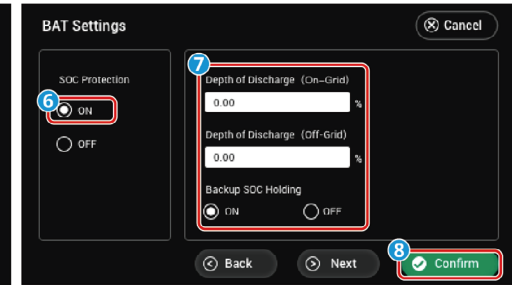 BAT Settings
Cancel
SOC Protection
6
ON
OFF
7
Depth of Discharge (On-Grid)
0.00 %
Depth of Discharge (Off-Grid)
0.00 %
Backup SOC Holding
ON OFF
Back Next
8
Confirm